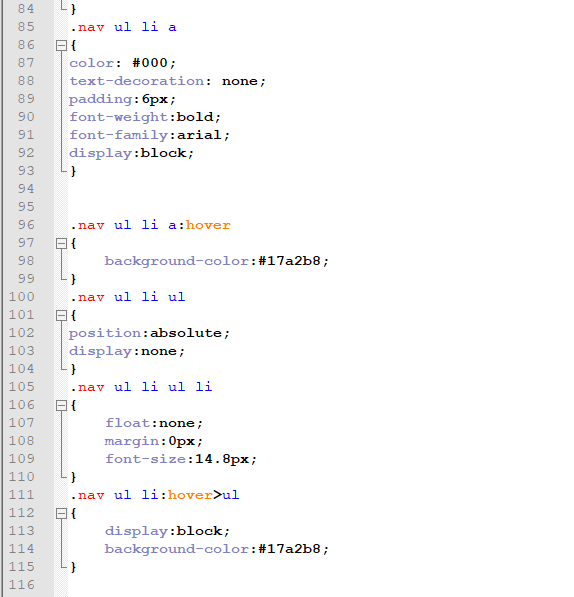 84 }
85 .nav ul li a
86 {
87 color: #000;
88 text-decoration: none;
89 padding:6px;
90 font-weight:bold;
91 font-family:arial;
92 display:block;
93 }
94
95
96 .nav ul li a:hover
97 {
98 background-color:#17a2b8;
99 }
100 .nav ul li ul
101 {
102 position:absolute;
103 display:none;
104 }
105 .nav ul li ul li
106 {
107 float:none;
108 margin:0px;
109 font-size:14.8px;
110 }
111 .nav ul li:hover>ul
112 {
113 display:block;
114 background-color:#17a2b8;
115 }
116